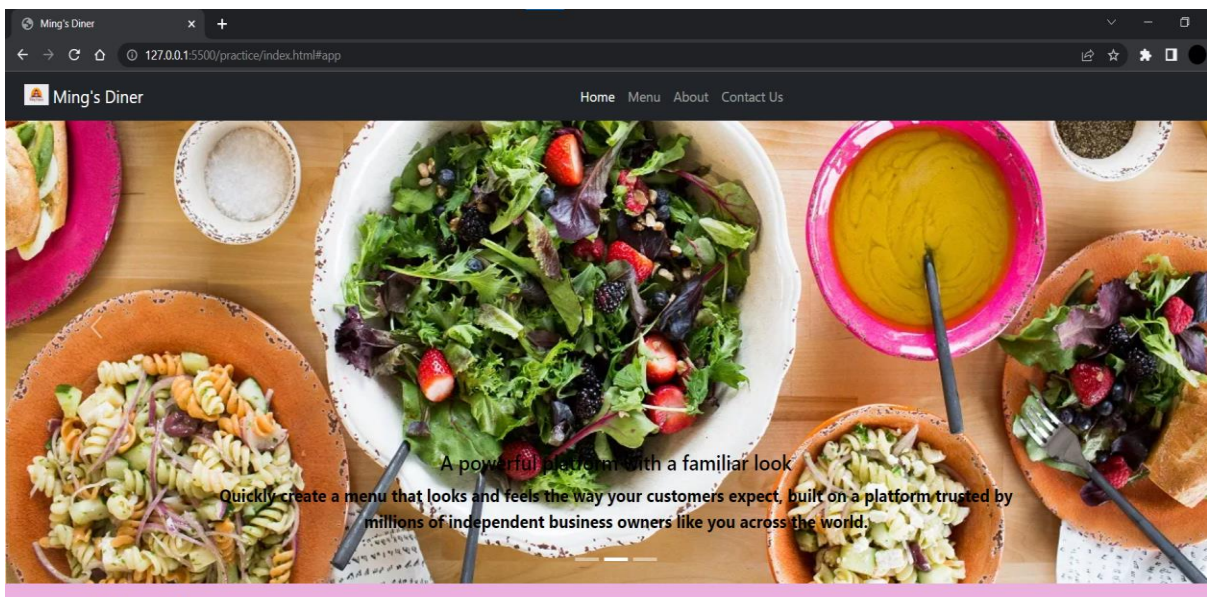 Ming's Diner
127.0.0.1:5500/practice/index.html#app
Ming's Diner
Home Menu About Contact Us
A powerful platform with a familiar look
Quickly create a menu that looks and feels the way your customers expect, built on a platform trusted by
millions of independent business owners like you across the world.